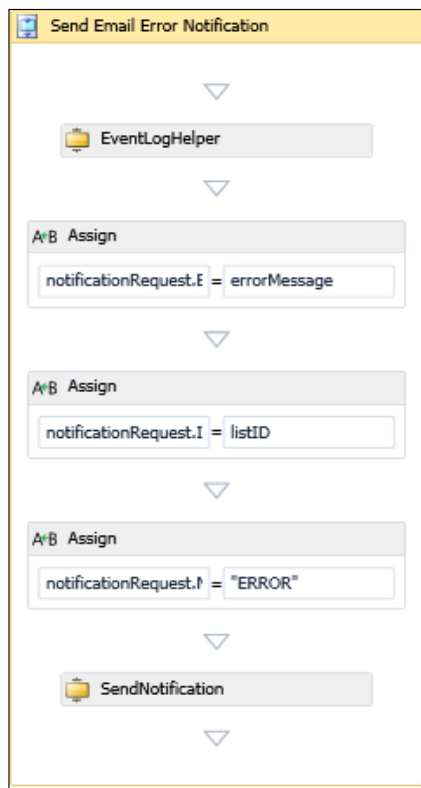 Send Email Error Notification
EventLogHelper
A+B Assign
notificationRequest.E = errorMessage
A+B Assign
notificationRequest.I = listID
A+B Assign
notificationRequest.N = "ERROR"
SendNotification